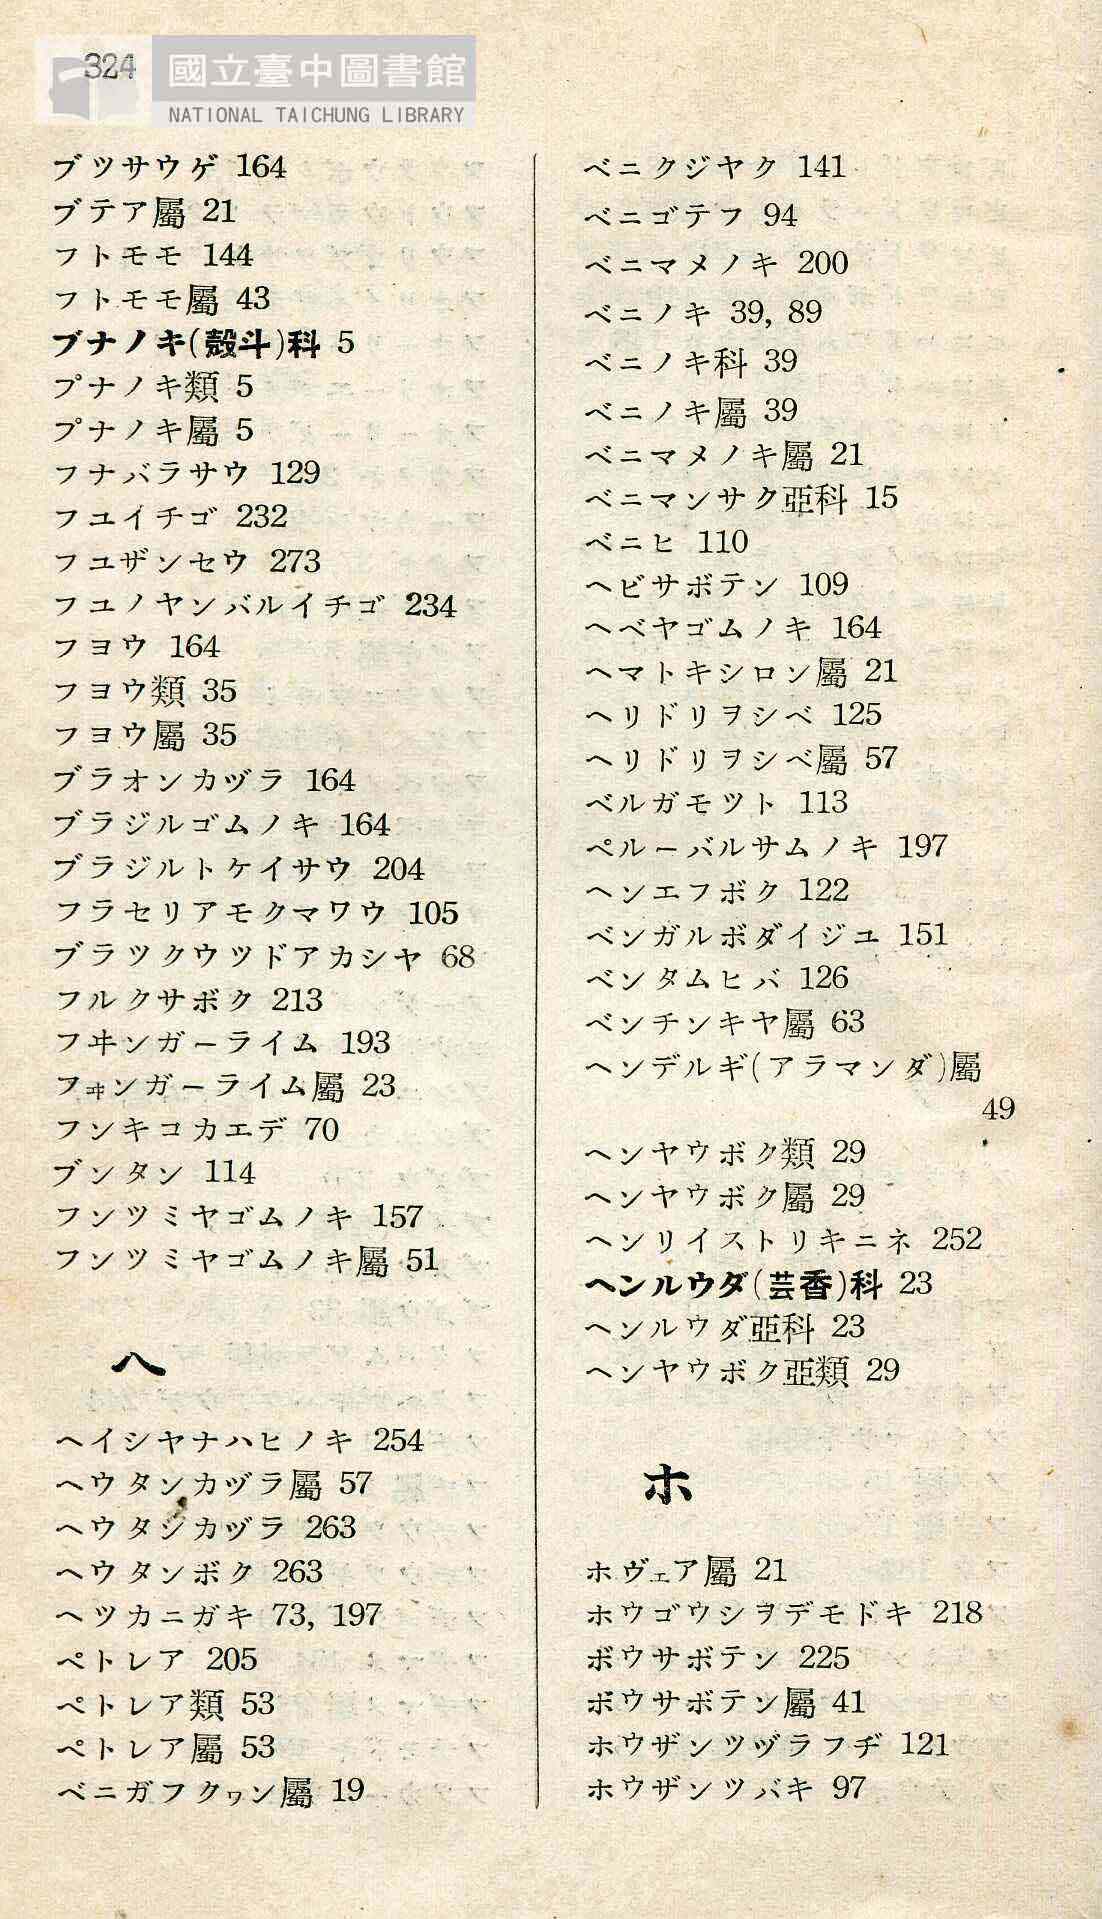 324
國立臺中圖書館
NATIONAL TAICHUNG LIBRARY
ブツサウゲ 164
ブテア屬 21
フトモモ 144
フトモモ屬 43
ブナノキ(殼斗)科 5
プナノキ類 5
プナノキ屬 5
フナバラサウ 129
フユイチゴ 232
フユザンセウ 273
フユノヤンバルイチゴ 234
フヨウ 164
フヨウ類 35
フヨウ屬 35
ブラオンカヅラ 164
ブラジルゴムノキ 164
ブラジルトケイサウ 204
フラセリアモクマワウ 105
ブラツクウツドアカシヤ 68
フルクサボク 213
フヰンガーライム 193
フヰンガーライム屬 23
フンキコカエデ 70
ブンタン 114
フンツミヤゴムノキ 157
フンツミヤゴムノキ屬 51
ヘ
ヘイシヤナハヒノキ 254
ヘウタンカヅラ屬 57
ヘウタンカヅラ 263
ヘウタンボク 263
ヘツカニガキ 73, 197
ペトレア 205
ペトレア類 53
ペトレア屬 53
ベニガフクヮン屬 19
ベニクジヤク 141
ベニゴテフ 94
ベニマメノキ 200
ベニノキ 39, 89
ベニノキ科 39
ベニノキ屬 39
ベニマメノキ屬 21
ベニマンサク亞科 15
ベニヒ 110
ヘビサボテン 109
ヘベヤゴムノキ 164
ヘマトキシロン屬 21
ヘリドリヲシベ 125
ヘリドリヲシベ屬 57
ベルガモツト 113
ペルーバルサムノキ 197
ヘンエフボク 122
ベンガルボダイジユ 151
ベンタムヒバ 126
ベンチンキヤ屬 63
ヘンデルギ(アラマンダ)屬
49
ヘンヤウボク類 29
ヘンヤウボク屬 29
ヘンリイストリキニネ 252
ヘンルウダ(芸香)科 23
ヘンルウダ亞科 23
ヘンヤウボク亞類 29
ホ
ホヴェア屬 21
ホウゴウシヲデモドキ 218
ボウサボテン 225
ボウサボテン屬 41
ホウザンツヅラフヂ 121
ホウザンツバキ 97